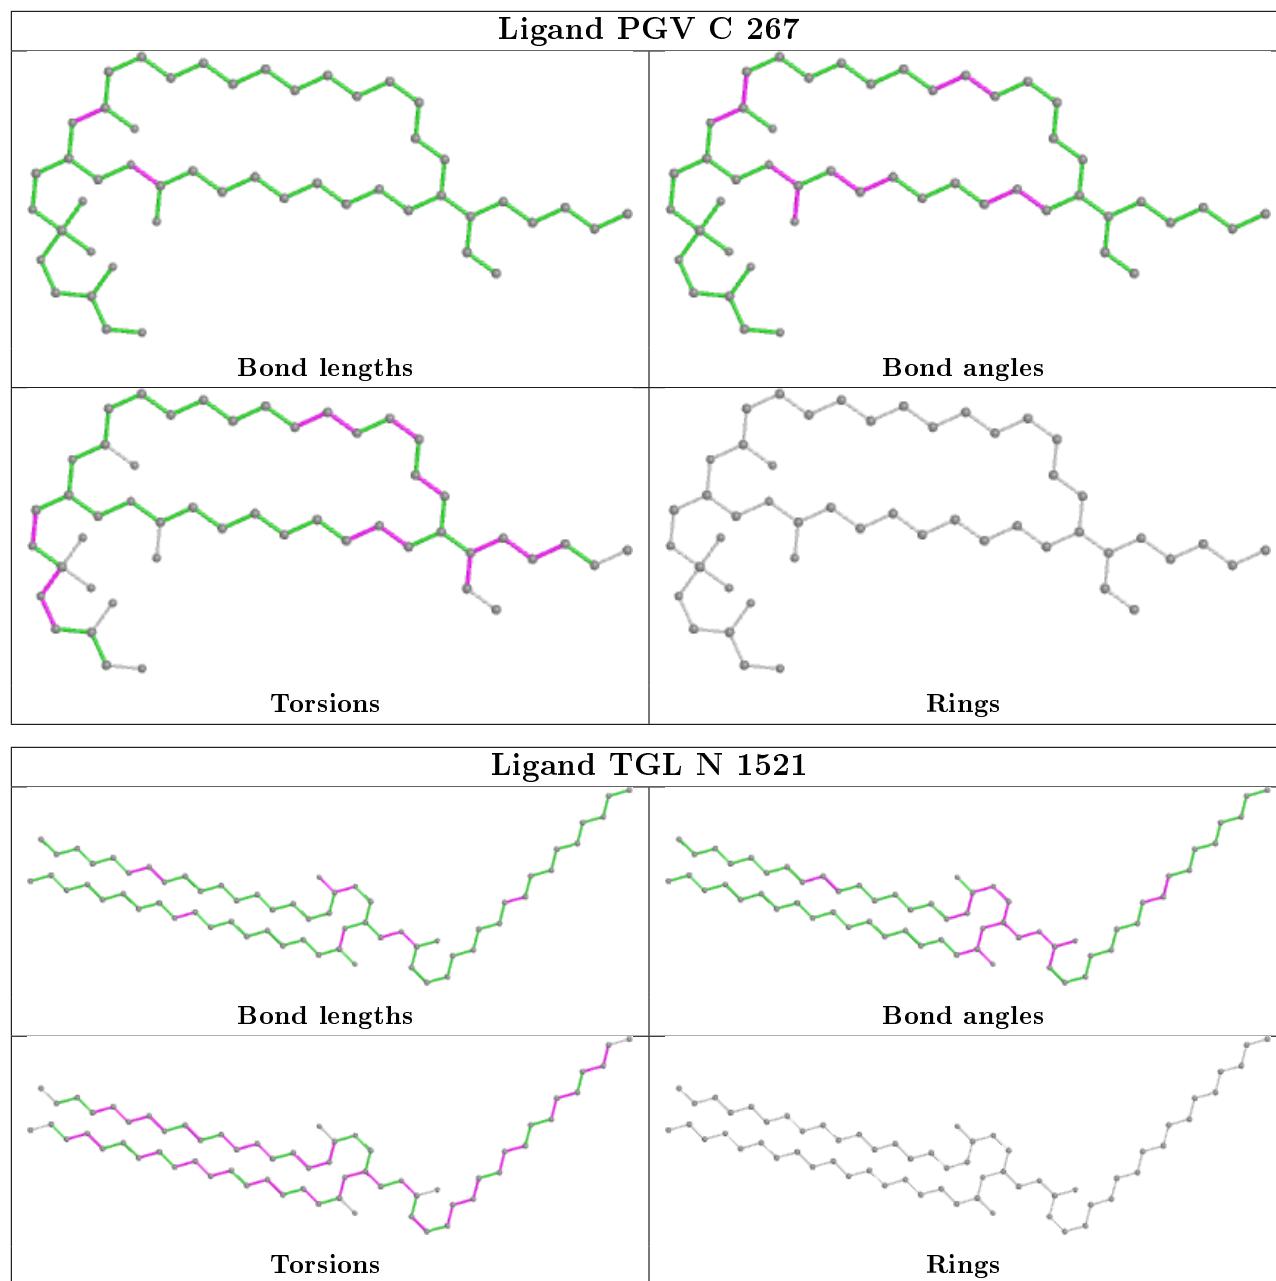 Ligand PGV C 267
Bond lengths
Bond angles
Torsions
Rings
Ligand TGL N 1521
Bond lengths
Bond angles
Torsions
Rings